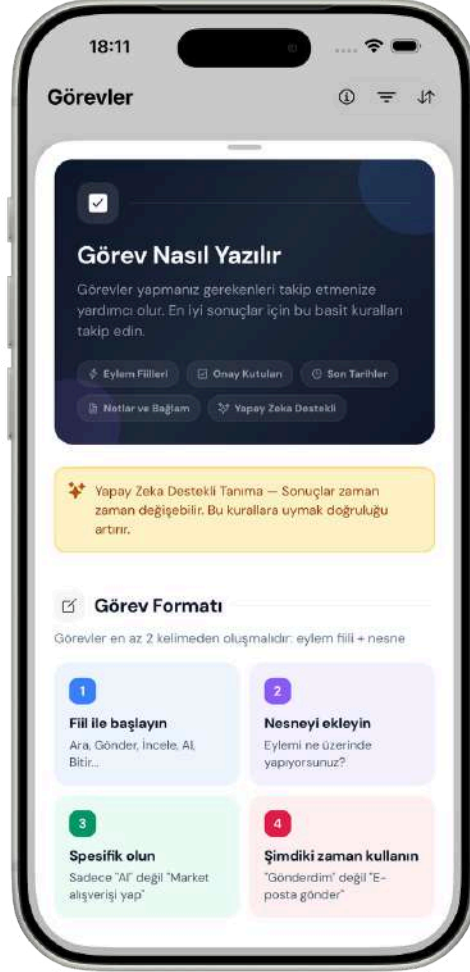 18:11
Görevler
Görev Nasıl Yazılır
Görevler yapmanız gerekenleri takip etmenize
yardımcı olur. En iyi sonuçlar için bu basit kuralları
takip edin.
Eylem Fiilleri
Onay Kutuları
Son Tarihler
Notlar ve Bağlam
Yapay Zeka Destekli
Yapay Zeka Destekli Tanıma — Sonuçlar zaman
zaman değişebilir. Bu kurallara uymak doğruluğu
artırır.
Görev Formatı
Görevler en az 2 kelimeden oluşmalıdır: eylem fiili + nesne
1
Fiil ile başlayın
Ara, Gönder, İncele, Al,
Bitir...
2
Nesneyi ekleyin
Eylemi ne üzerinde
yapıyorsunuz?
3
Spesifik olun
Sadece "Al" değil "Market
alışverişi yap"
4
Şimdiki zaman kullanın
"Gönderdim" değil "E-
posta gönder"